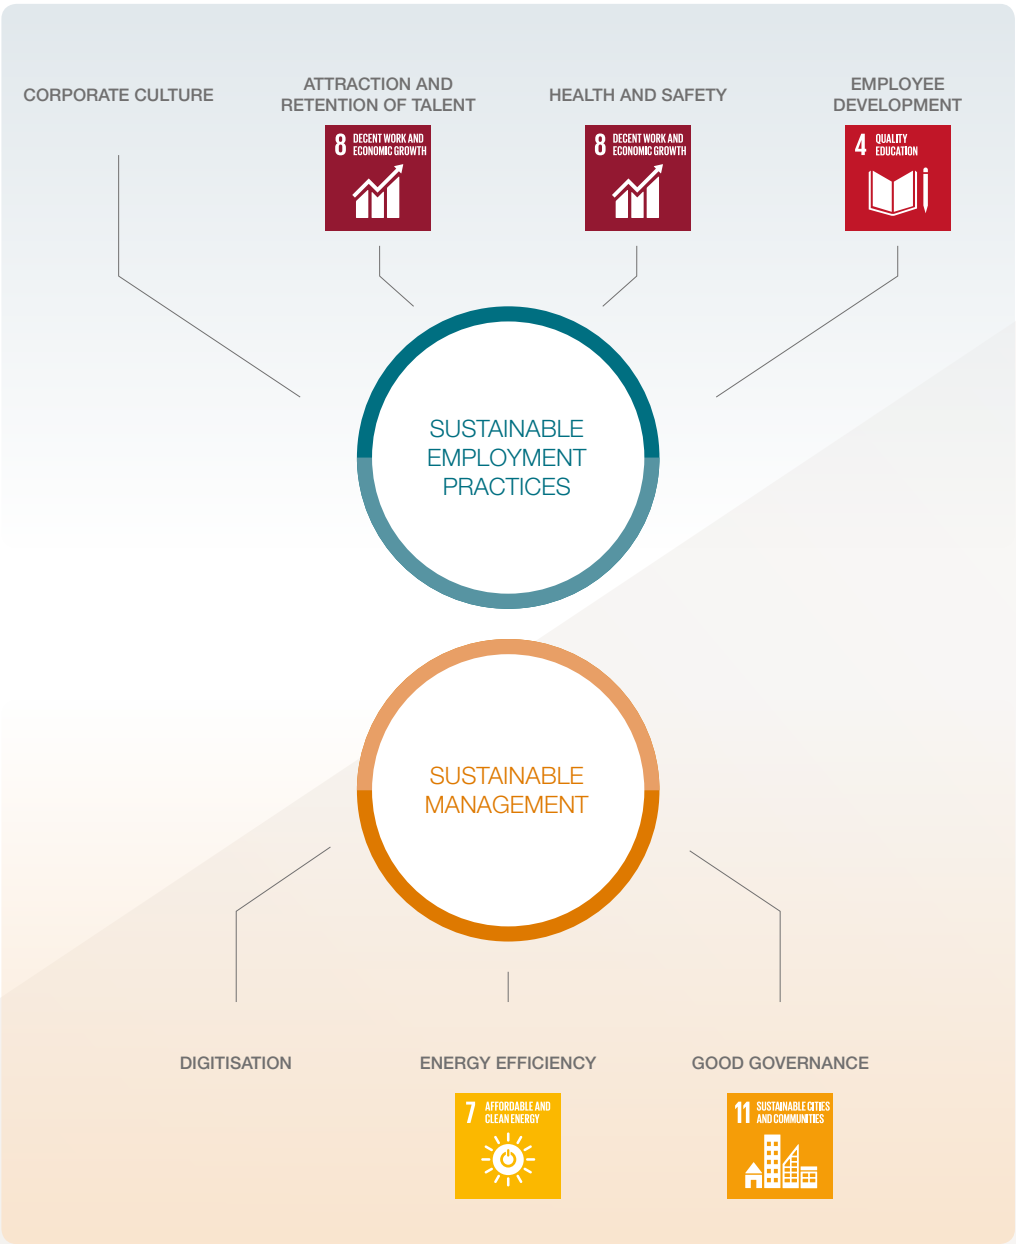 CORPORATE CULTURE
ATTRACTION AND
RETENTION OF TALENT
HEALTH AND SAFETY
EMPLOYEE
DEVELOPMENT
8 DECENT WORK AND
ECONOMIC GROWTH
8 DECENT WORK AND
ECONOMIC GROWTH
4 QUALITY
EDUCATION
SUSTAINABLE
EMPLOYMENT
PRACTICES
SUSTAINABLE
MANAGEMENT
DIGITISATION
ENERGY EFFICIENCY
GOOD GOVERNANCE
7 AFFORDABLE AND
CLEAN ENERGY
11 SUSTAINABLE CITIES
AND COMMUNITIES